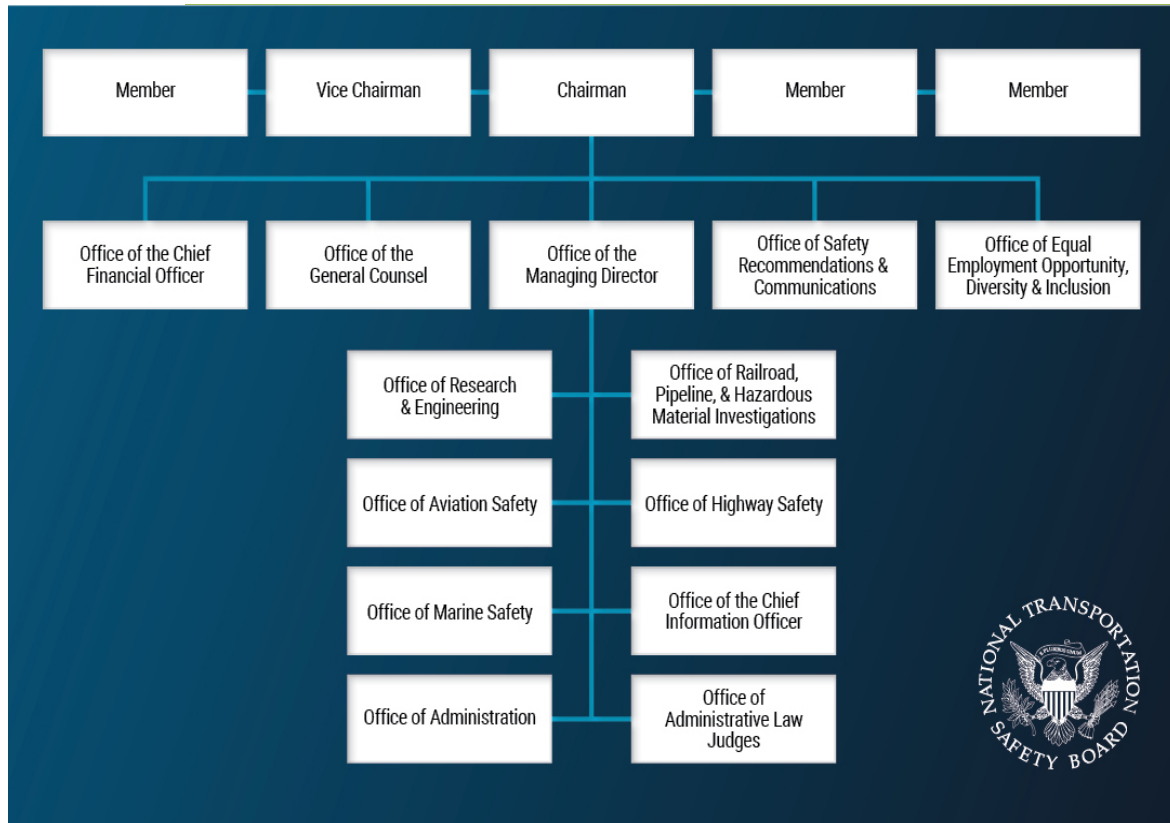 Member
Vice Chairman
Chairman
Member
Member
Office of the Chief
Financial Officer
Office of the
General Counsel
Office of the
Managing Director
Office of Safety
Recommendations &
Communications
Office of Equal
Employment Opportunity,
Diversity & Inclusion
Office of Research
& Engineering
Office of Railroad,
Pipeline, & Hazardous
Material Investigations
Office of Aviation Safety
Office of Highway Safety
Office of Marine Safety
Office of the Chief
Information Officer
Office of Administration
Office of
Administrative Law
Judges
NATIONAL TRANSPORTATION
SAFETY BOARD